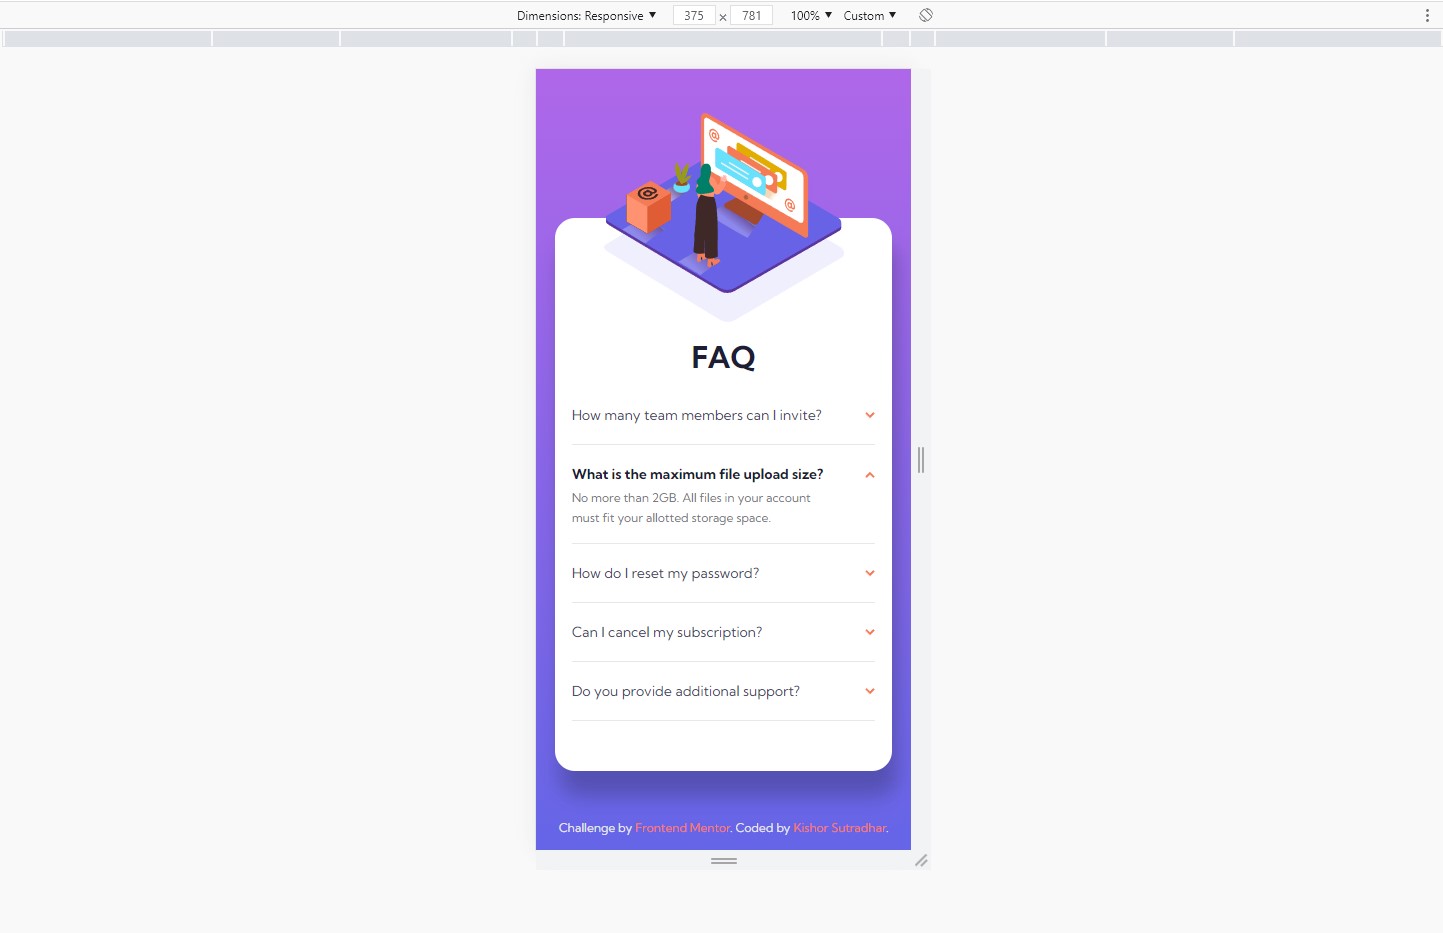 Dimensions: Responsive ▼ 375 × 781 100% ▼ Custom ▼
@
@
@
FAQ
How many team members can I invite?
What is the maximum file upload size?
No more than 2GB. All files in your account
must fit your allotted storage space.
How do I reset my password?
Can I cancel my subscription?
Do you provide additional support?
Challenge by Frontend Mentor. Coded by Kishor Sutradhar.